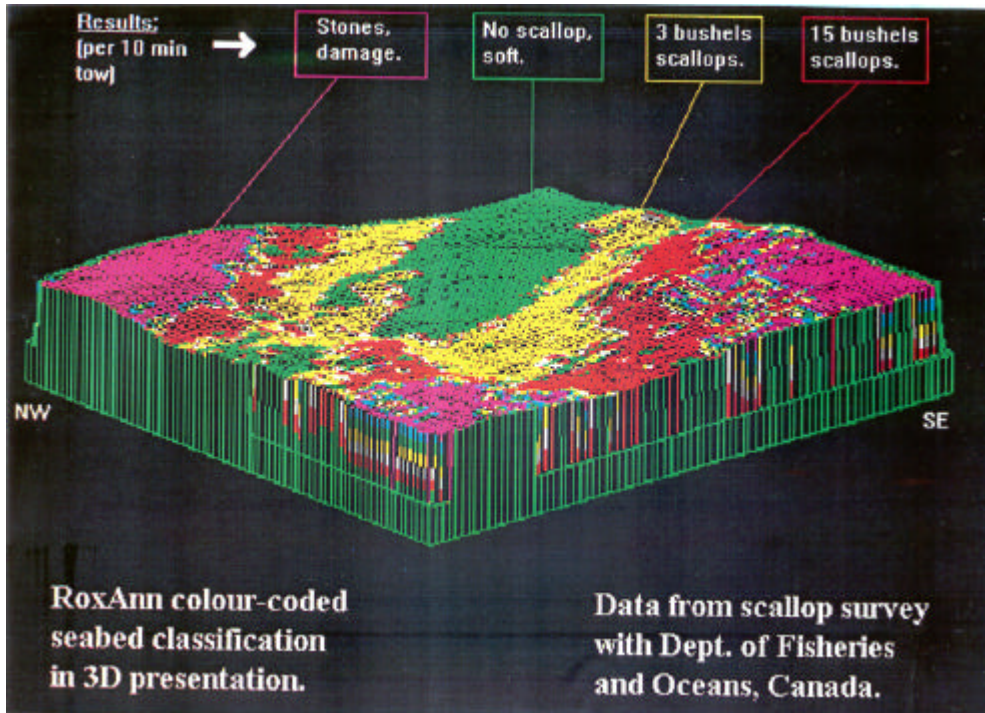 Results:
(per 10 min
tow)
Stones,
damage.
No scallop,
soft.
3 bushels
scallops.
15 bushels
scallops.
NW
SE
RoxAnn colour-coded
seabed classification
in 3D presentation.
Data from scallop survey
with Dept. of Fisheries
and Oceans, Canada.